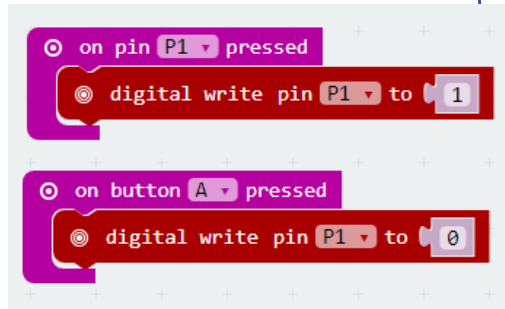 on pin P1 pressed
digital write pin P1 to 1
on button A pressed
digital write pin P1 to 0